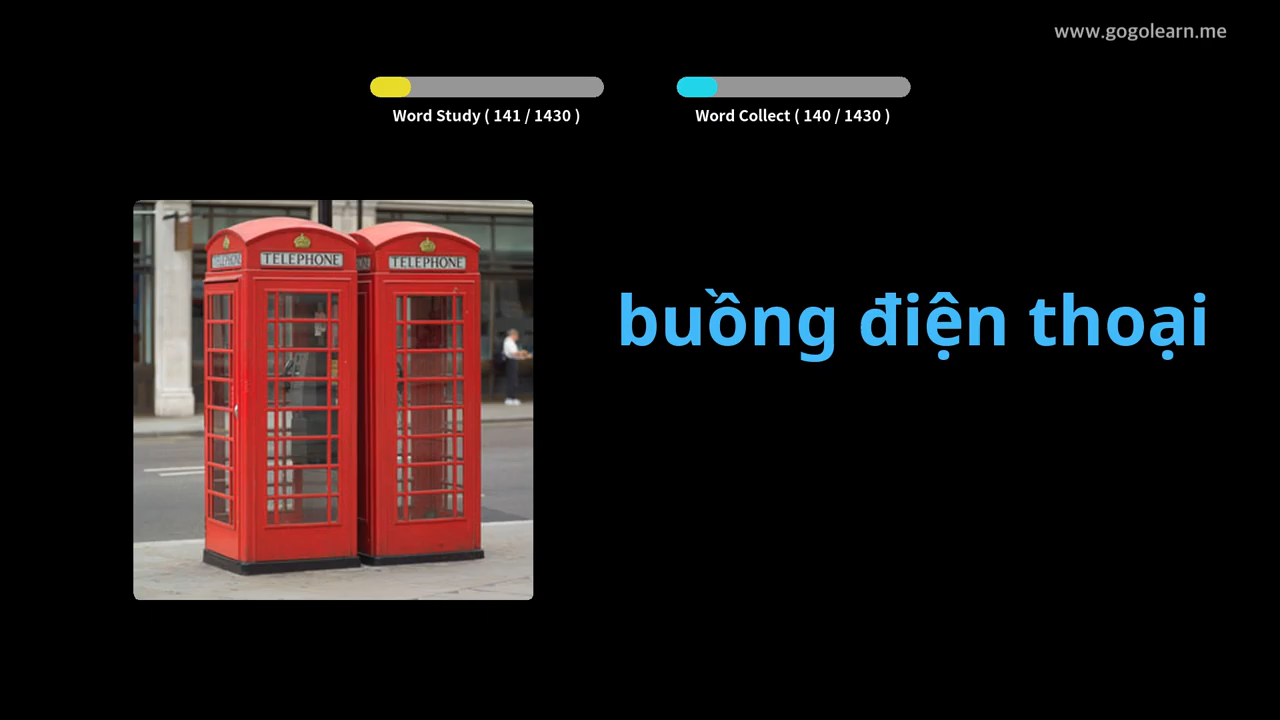 www.gogolearn.me
Word Study ( 141 / 1430 )
Word Collect ( 140 / 1430 )
TELEPHONE
TELEPHONE
buồng điện thoại